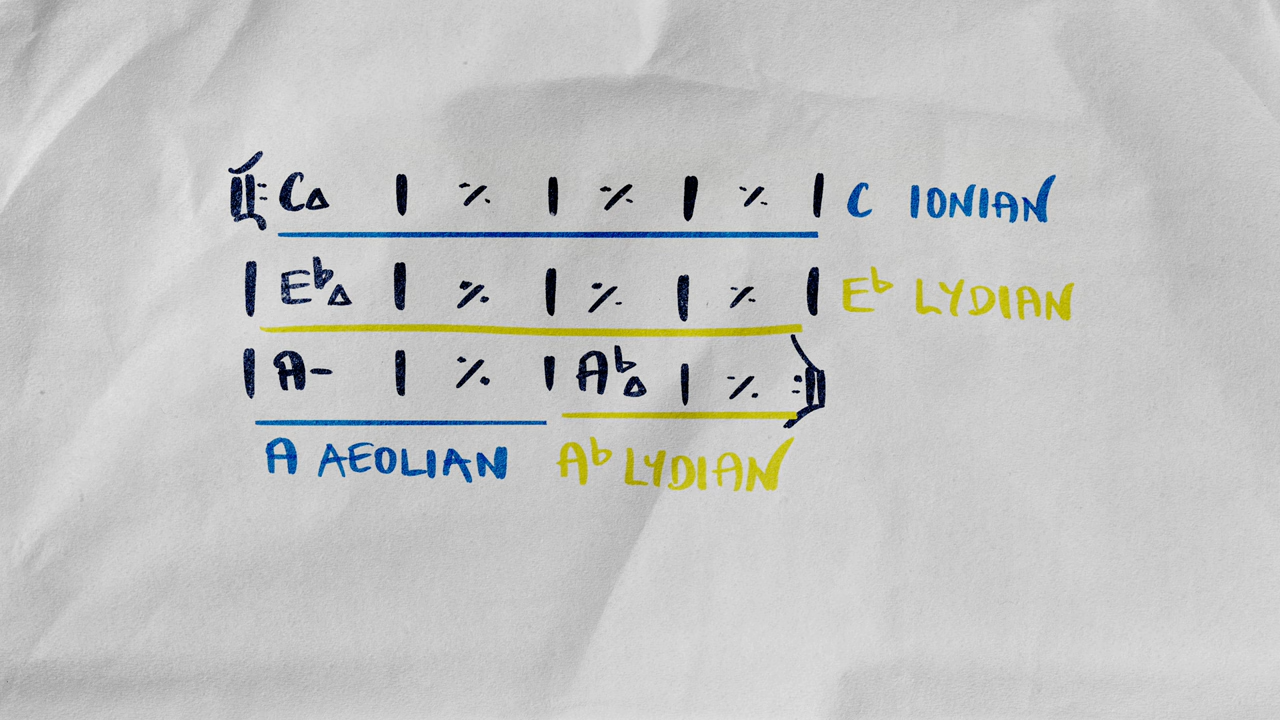 𝄆 C△ | 𝄎 | 𝄎 | 𝄎 | C IONIAN
| E♭△ | 𝄎 | 𝄎 | 𝄎 | E♭ LYDIAN
| A- | 𝄎 | A♭△ | 𝄎 𝄇
A AEOLIAN A♭ LYDIAN